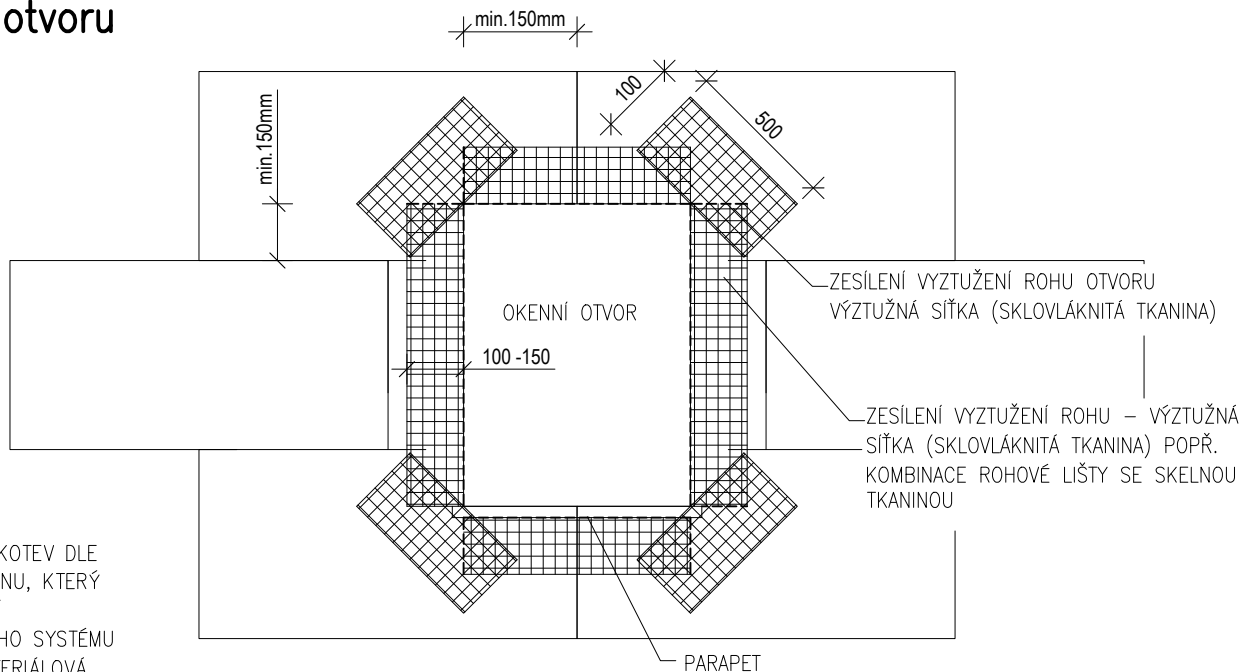 otvoru
min.150mm
100
500
min.150mm
OKENNÍ OTVOR
100 -150
ZESÍLENÍ VYZTUŽENÍ ROHU OTVORU
VÝZTUŽNÁ SÍŤKA (SKLOVLÁKNITÁ TKANINA)
ZESÍLENÍ VYZTUŽENÍ ROHU – VÝZTUŽNÁ
SÍŤKA (SKLOVLÁKNITÁ TKANINA) POPŘ.
KOMBINACE ROHOVÉ LIŠTY SE SKELNOU
TKANINOU
KOTEV DLE
NU, KTERÝ
HO SYSTÉMU
PARAPET